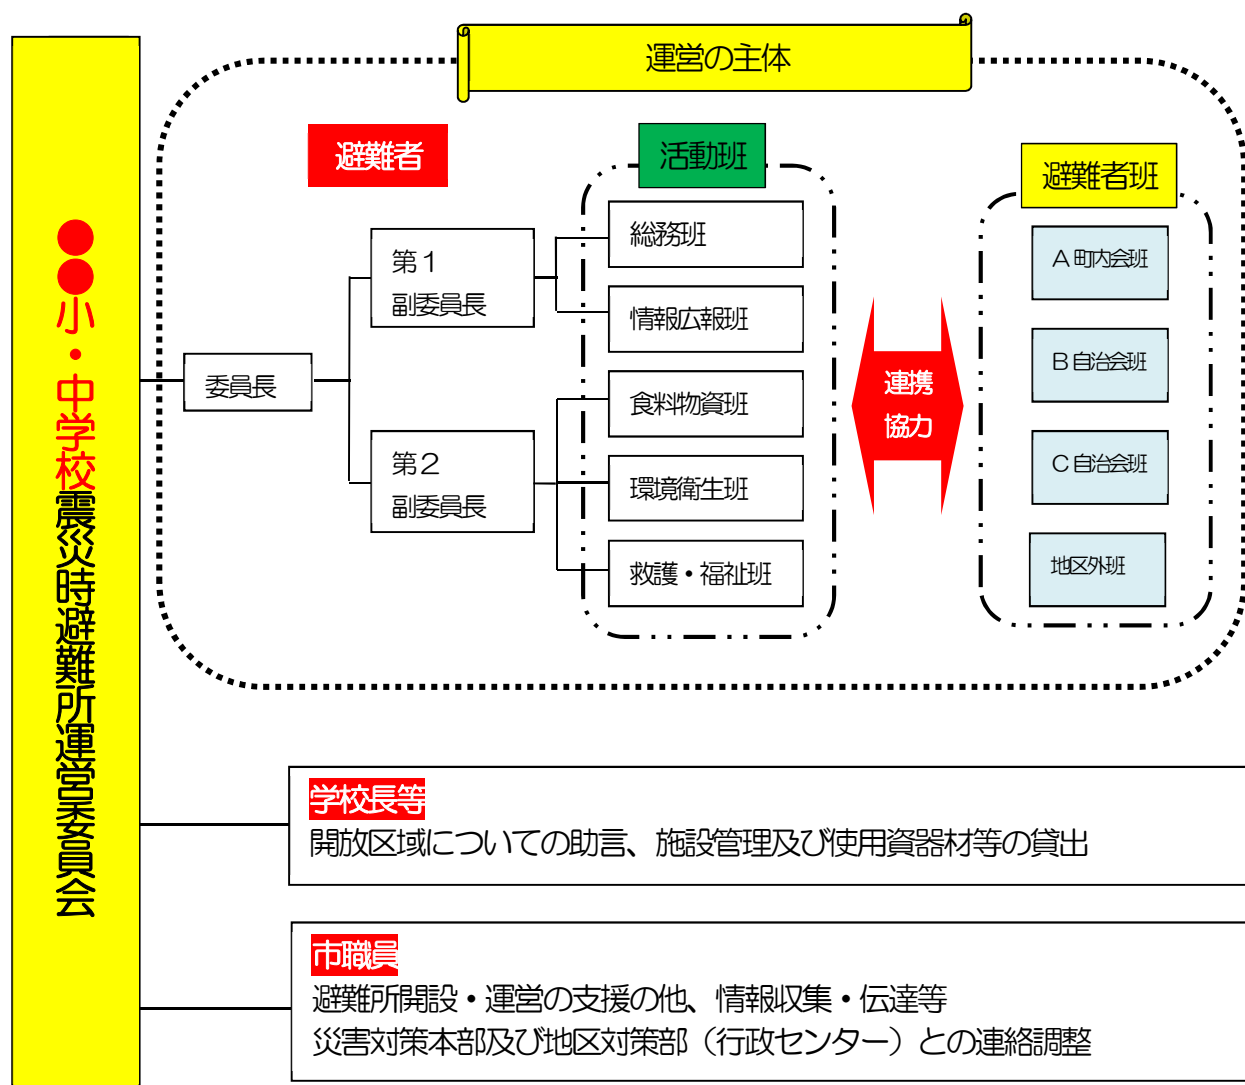 ●●小・中学校震災時避難所運営委員会
運営の主体
避難者
活動班
避難者班
委員長
第１
副委員長
第２
副委員長
総務班
情報広報班
食料物資班
環境衛生班
救護・福祉班
連携
協力
A 町内会班
B 自治会班
C 自治会班
地区外班
学校長等
開放区域についての助言、施設管理及び使用資器材等の貸出
市職員
避難所開設・運営の支援の他、情報収集・伝達等
災害対策本部及び地区対策部（行政センター）との連絡調整